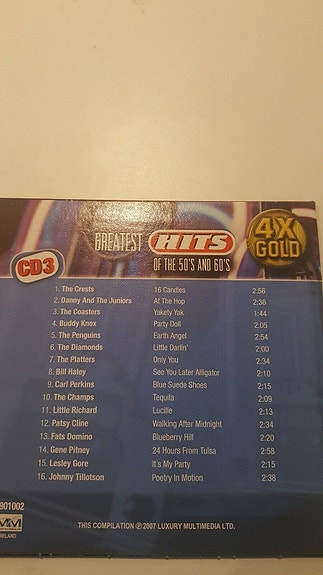 GREATEST HITS 4X GOLD
OF THE 50'S AND 60'S
CD3
1. The Crests 16 Candles 2:56
2. Danny And The Juniors At The Hop 2:36
3. The Coasters Yakety Yak 1:44
4. Buddy Knox Party Doll 2:05
5. The Penguins Earth Angel 2:54
6. The Diamonds Little Darlin' 2:00
7. The Platters Only You 2:34
8. Bill Haley See You Later Alligator 2:10
9. Carl Perkins Blue Suede Shoes 2:15
10. The Champs Tequila 2:09
11. Little Richard Lucille 2:13
12. Patsy Cline Walking After Midnight 2:34
13. Fats Domino Blueberry Hill 2:20
14. Gene Pitney 24 Hours From Tulsa 2:58
15. Lesley Gore It's My Party 2:15
16. Johnny Tillotson Poetry In Motion 2:38
901002
THIS COMPILATION ℗ 2007 LUXURY MULTIMEDIA LTD.